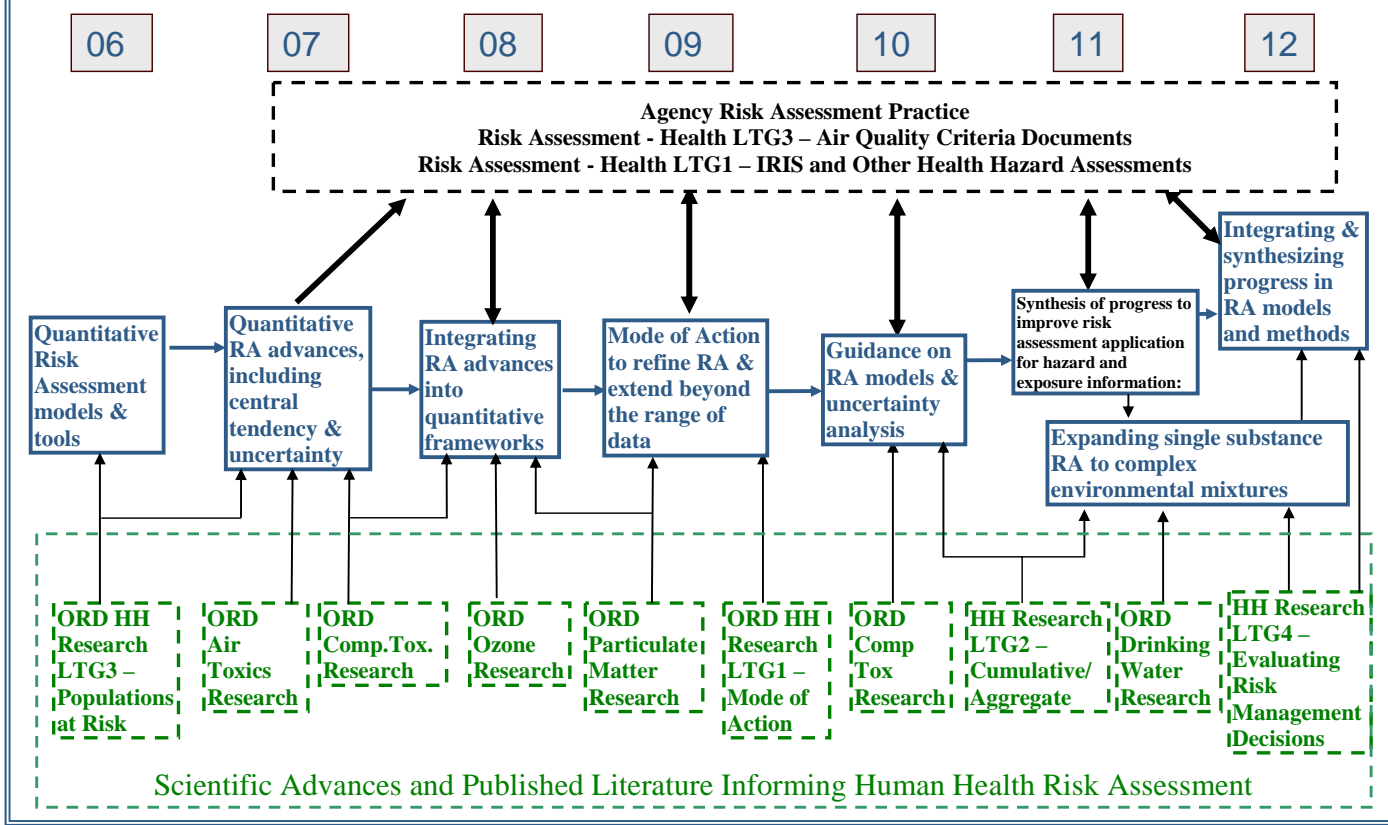 06
07
08
09
10
11
12
Agency Risk Assessment Practice
Risk Assessment - Health LTG3 – Air Quality Criteria Documents
Risk Assessment - Health LTG1 – IRIS and Other Health Hazard Assessments
Quantitative
Risk
Assessment
models &
tools
Quantitative
RA advances,
including
central
tendency &
uncertainty
Integrating
RA advances
into
quantitative
frameworks
Mode of Action
to refine RA &
extend beyond
the range of
data
Guidance on
RA models &
uncertainty
analysis
Synthesis of progress to
improve risk
assessment application
for hazard and
exposure information:
Integrating &
synthesizing
progress in
RA models
and methods
Expanding single substance
RA to complex
environmental mixtures
ORD HH
Research
LTG3 –
Populations
at Risk
ORD
Air
Toxics
Research
ORD
Comp.Tox.
Research
ORD
Ozone
Research
ORD
Particulate
Matter
Research
ORD HH
Research
LTG1 –
Mode of
Action
ORD
Comp
Tox
Research
HH Research
LTG2 –
Cumulative/
Aggregate
ORD
Drinking
Water
Research
HH Research
LTG4 –
Evaluating
Risk
Management
Decisions
Scientific Advances and Published Literature Informing Human Health Risk Assessment